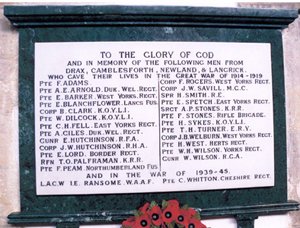 TO THE GLORY OF GOD
AND IN MEMORY OF THE FOLLOWING MEN FROM
DRAX, CAMBLESFORTH, NEWLAND, & LANGRICK,
WHO GAVE THEIR LIVES IN THE GREAT WAR OF 1914-1919
PTE F. ADAMS
PTE A.E. ARNOLD, DUK. WEL. REGT.
PTE E. BARKER, WEST YORKS. REGT.
PTE E. BLANCHFLOWER, LANCS FUS.
CORP B. CLARK, K.O.Y.L.I.
PTE W. DILCOCK, K.O.Y.L.I.
PTE C.H. FELL, EAST YORKS. REGT.
PTE A. GILES, DUK. WEL. REGT.
GUNR E. HUTCHINSON, R.F.A.
CORP J.W. HUTCHINSON, R.H.A.
PTE E. LORD, BORDER REGT.
RFN T.O. PALFRAMAN, K.R.R.
PTE F. PEAM, NORTHUMBERLAND FUS.
CORP F. ROGERS, WEST YORKS. REGT.
CORP J.W. SAVILL, M.C.C.
SPR H. SMITH, R.E.
PTE L. SPETCH, EAST YORKS. REGT.
SRGT A.P. STONES, K.R.R.
PTE F. STONES, RIFLE BRIGADE.
PTE H. SYKES, K.O.Y.L.I.
PTE T.H. TURNER, E.R.Y.
CORP J.B. WELBURN, WEST YORKS
PTE H. WEST, HERTS REGT.
PTE W.H. WILSON, YORKS REGT.
GUNR W. WILSON, R.G.A.
AND IN THE WAR OF 1939-45.
L.A.C.W I.E. RANSOME, W.A.A.F. PTE C. WHITTON, CHESHIRE REGT.